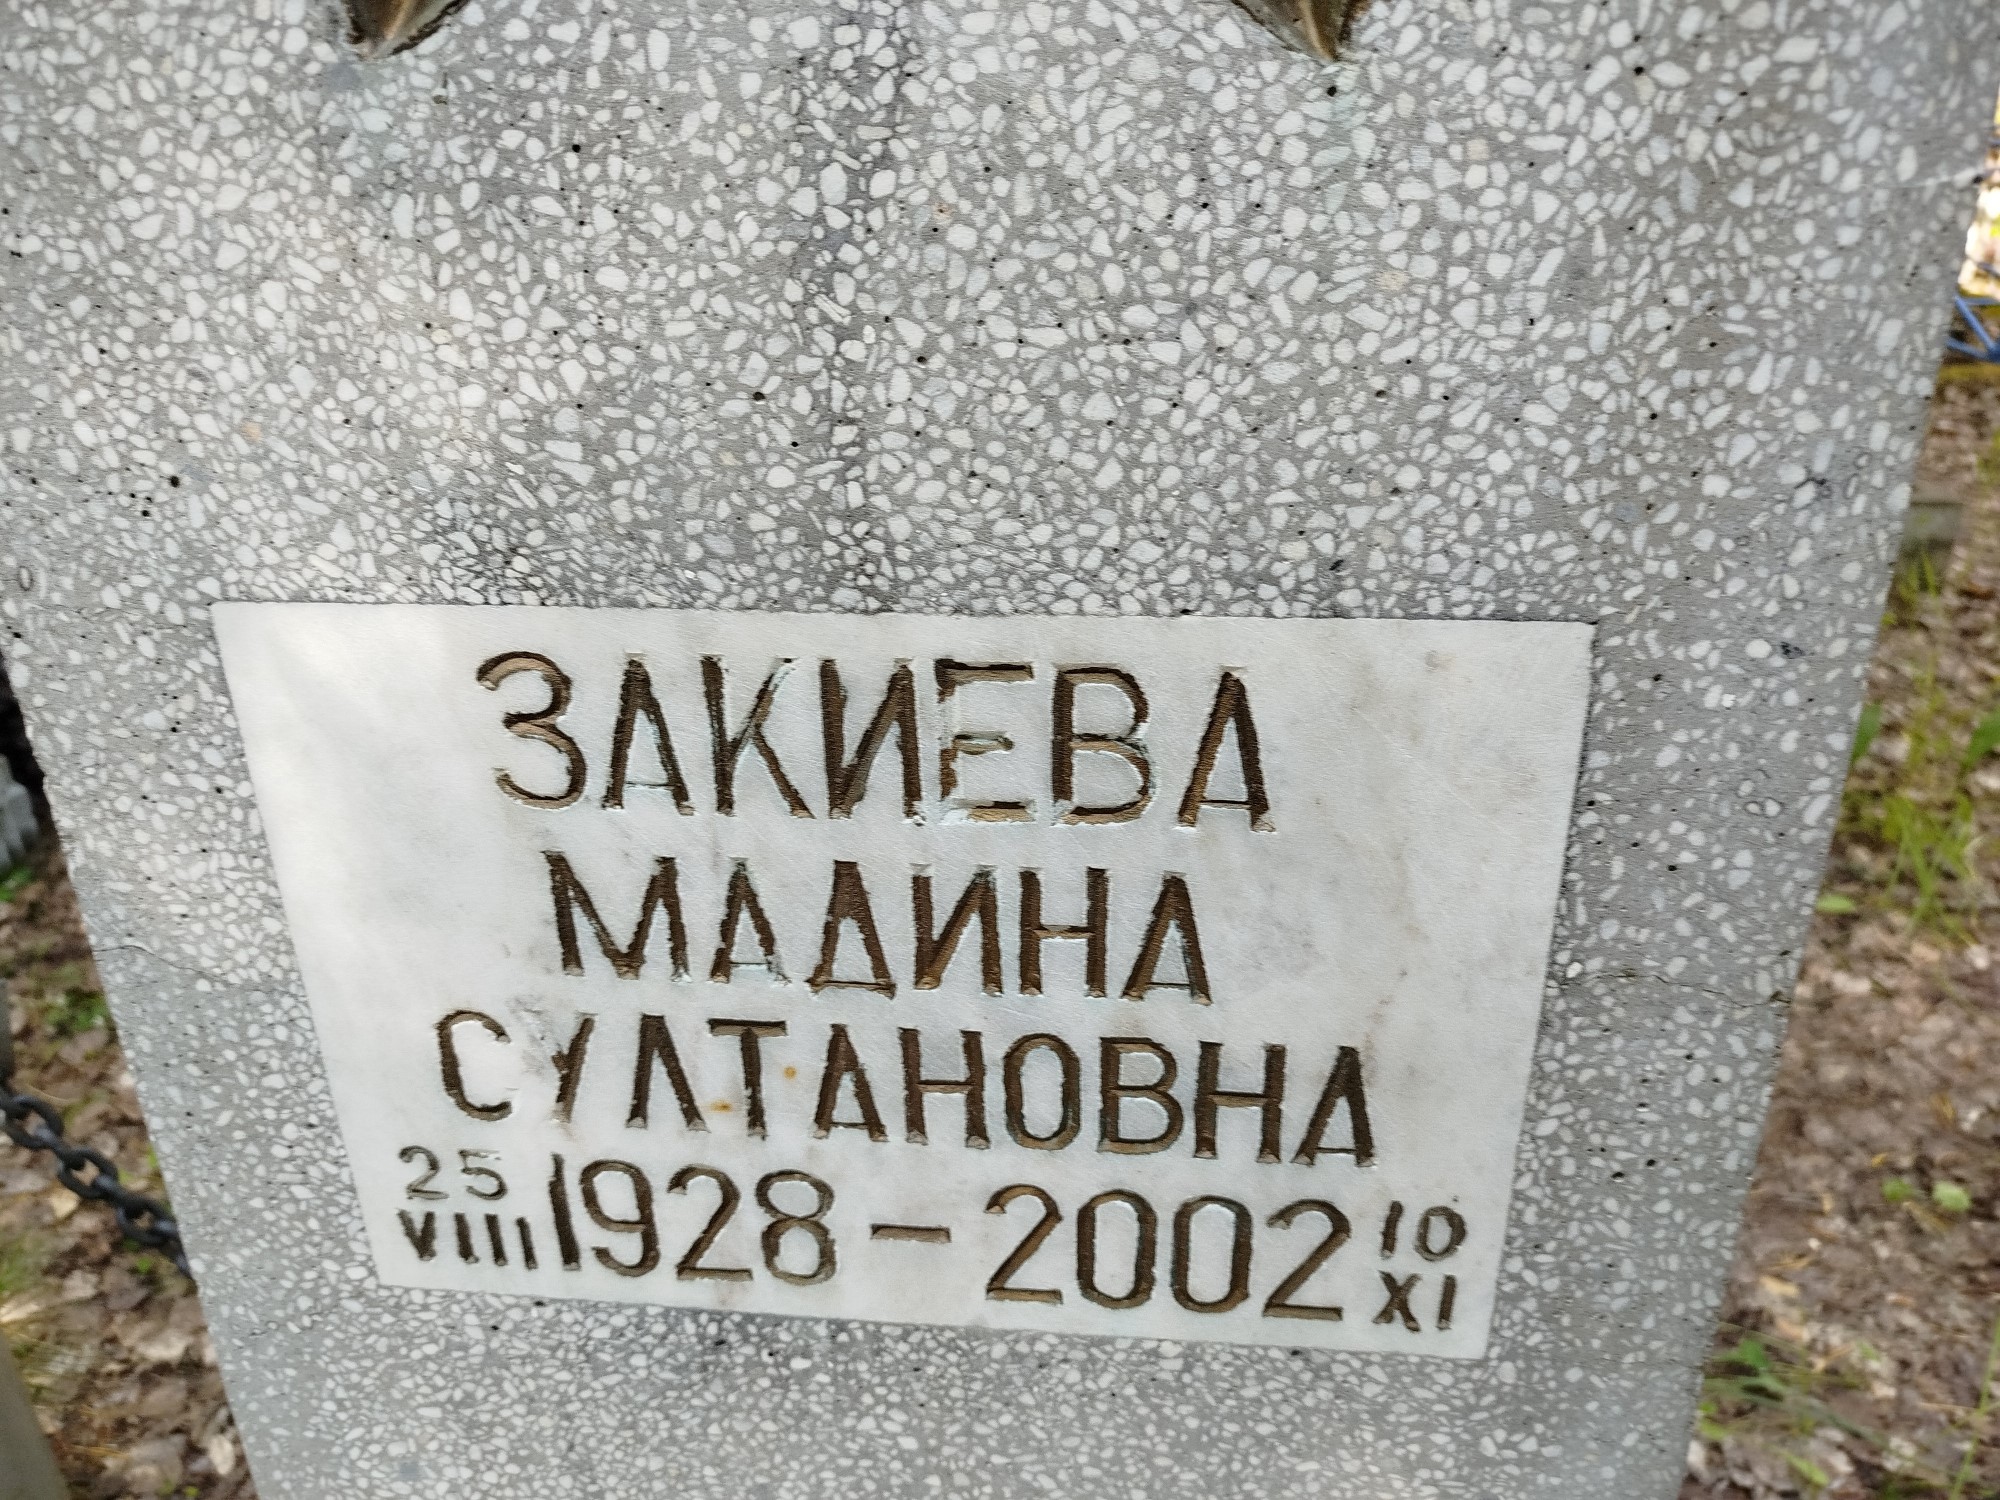 ЗАКИЕВА
МАДИНА
СУЛТАНОВНА
25 VIII 1928 – 2002 10 XI